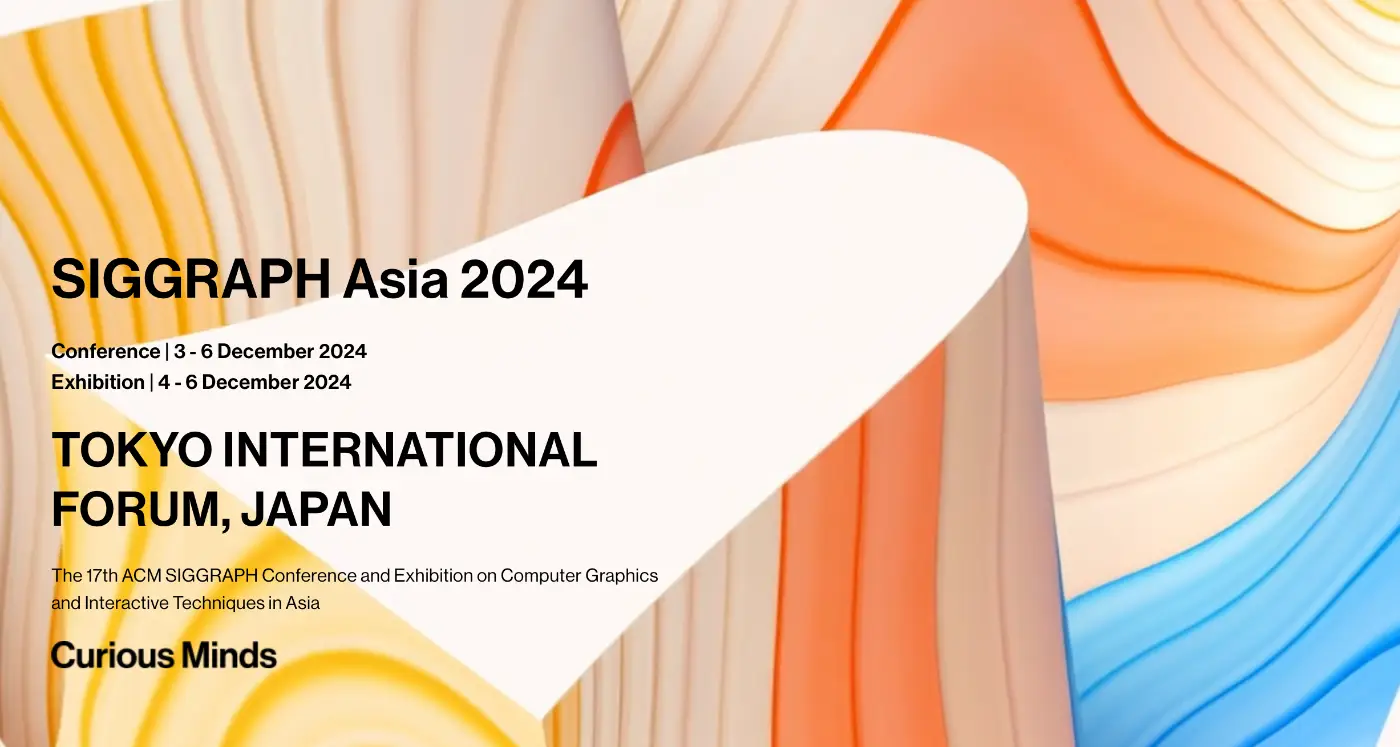 SIGGRAPH Asia 2024
Conference | 3 - 6 December 2024
Exhibition | 4 - 6 December 2024
TOKYO INTERNATIONAL
FORUM, JAPAN
The 17th ACM SIGGRAPH Conference and Exhibition on Computer Graphics
and Interactive Techniques in Asia
Curious Minds